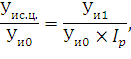 Уис.ц. / Уи0 = Уи1 / (Уи0 × Iр),